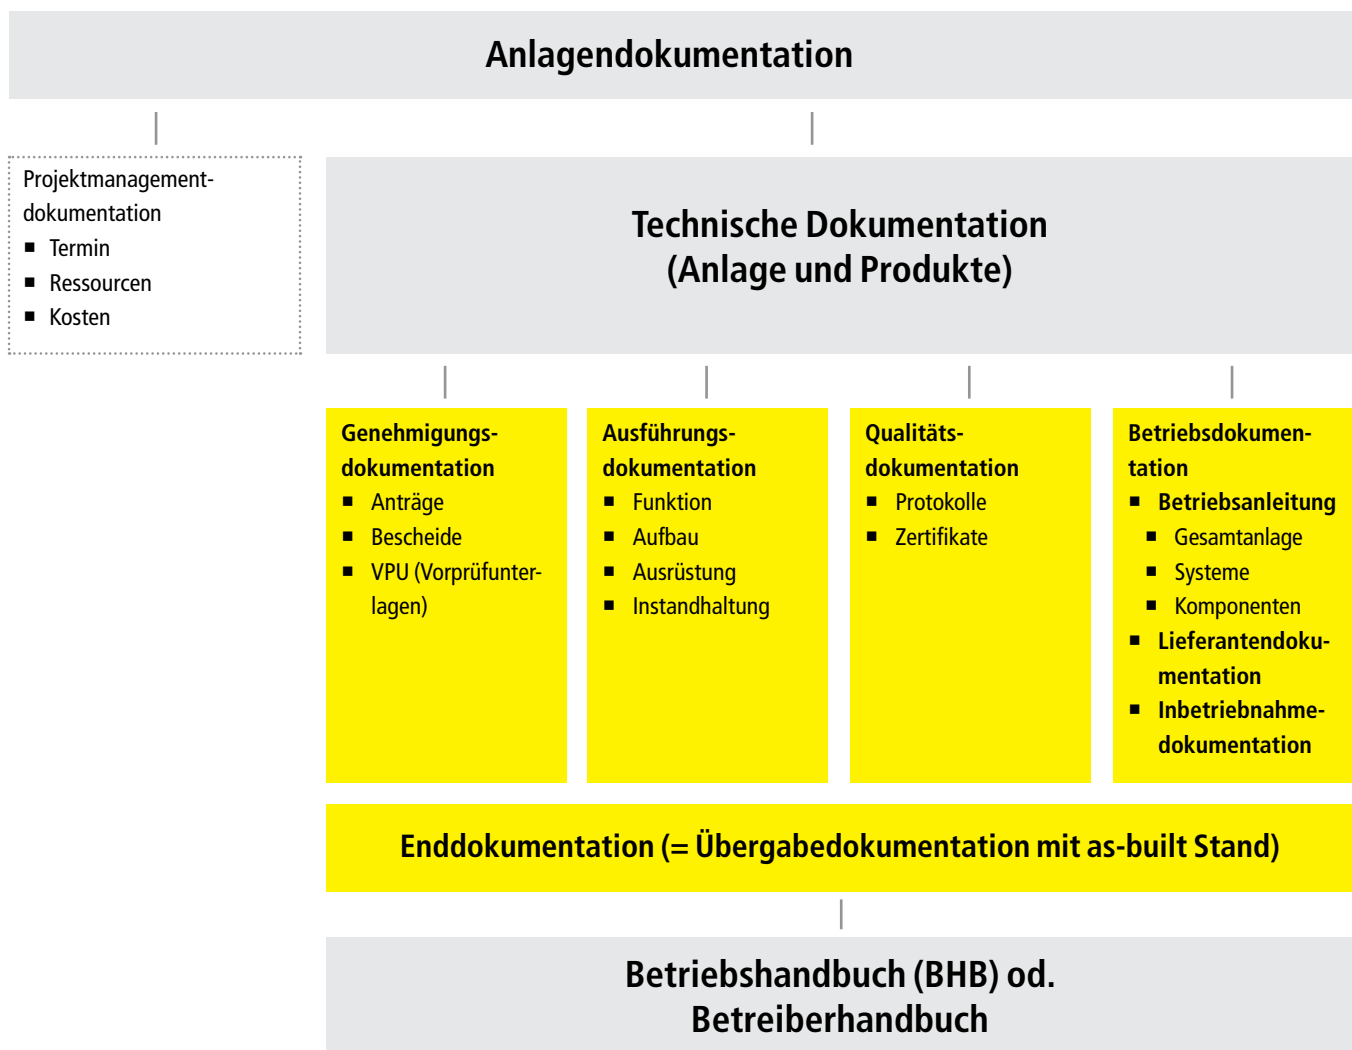 Anlagendokumentation
Projektmanagement-
dokumentation
■ Termin
■ Ressourcen
■ Kosten
Technische Dokumentation
(Anlage und Produkte)
Genehmigungs-
dokumentation
■ Anträge
■ Bescheide
■ VPU (Vorprüfunter-
lagen)
Ausführungs-
dokumentation
■ Funktion
■ Aufbau
■ Ausrüstung
■ Instandhaltung
Qualitäts-
dokumentation
■ Protokolle
■ Zertifikate
Betriebsdokumen-
tation
■ Betriebsanleitung
■ Gesamtanlage
■ Systeme
■ Komponenten
■ Lieferantendoku-
mentation
■ Inbetriebnahme-
dokumentation
Enddokumentation (= Übergabedokumentation mit as-built Stand)
Betriebshandbuch (BHB) od.
Betreiberhandbuch